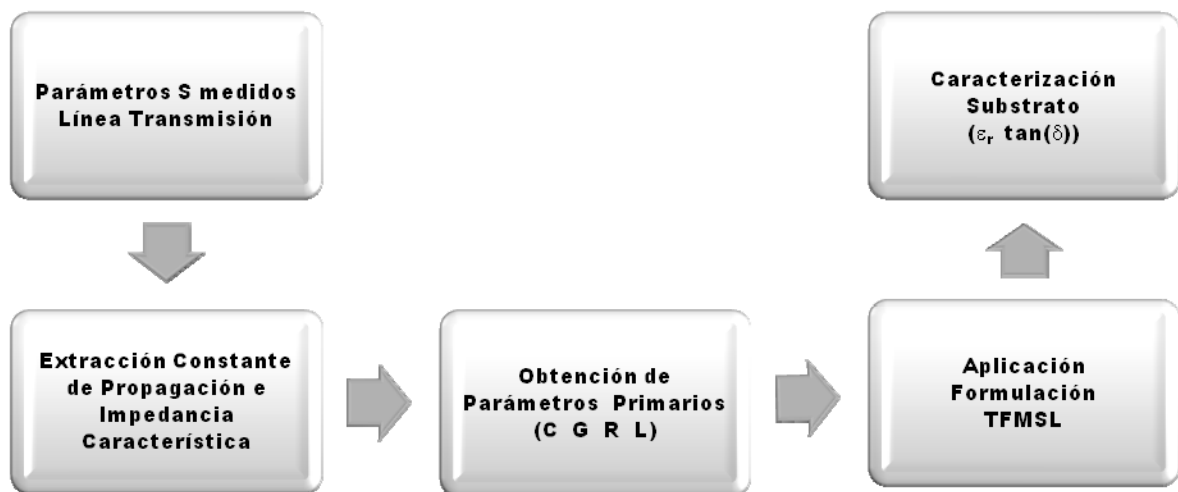 Parámetros S medidos
Línea Transmisión
Extracción Constante
de Propagación e
Impedancia
Característica
Obtención de
Parámetros Primarios
(C G R L)
Aplicación
Formulación
TFMSL
Caracterización
Substrato
(εr tan(δ))